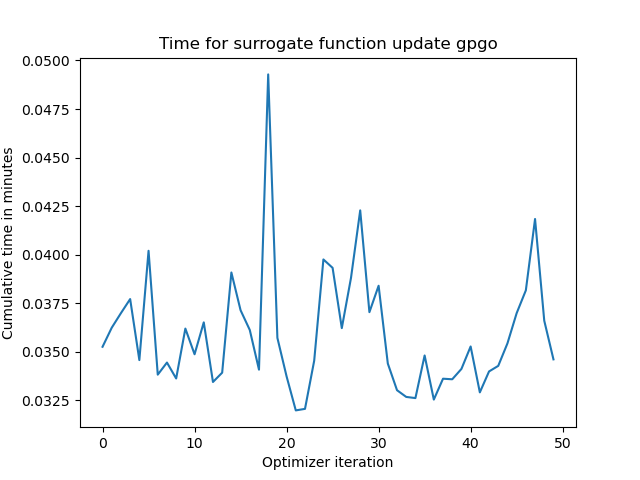 Time for surrogate function update gpgo
0.0500
0.0475
0.0450
0.0425
0.0400
0.0375
0.0350
0.0325
Cumulative time in minutes
0 10 20 30 40 50
Optimizer iteration